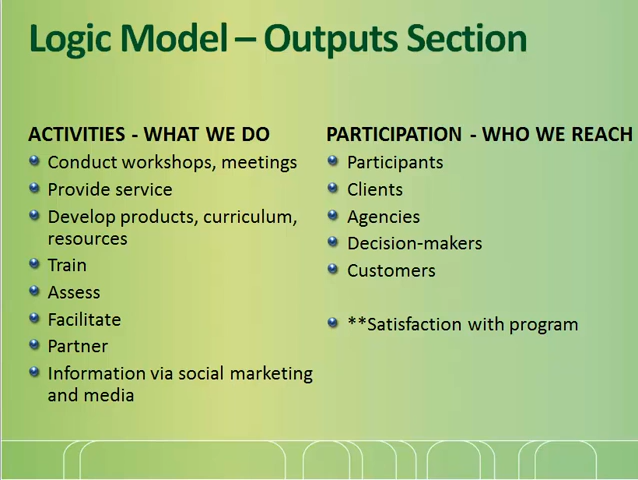 Logic Model – Outputs Section
ACTIVITIES - WHAT WE DO
Conduct workshops, meetings
Provide service
Develop products, curriculum,
resources
Train
Assess
Facilitate
Partner
Information via social marketing
and media
PARTICIPATION - WHO WE REACH
Participants
Clients
Agencies
Decision-makers
Customers
**Satisfaction with program